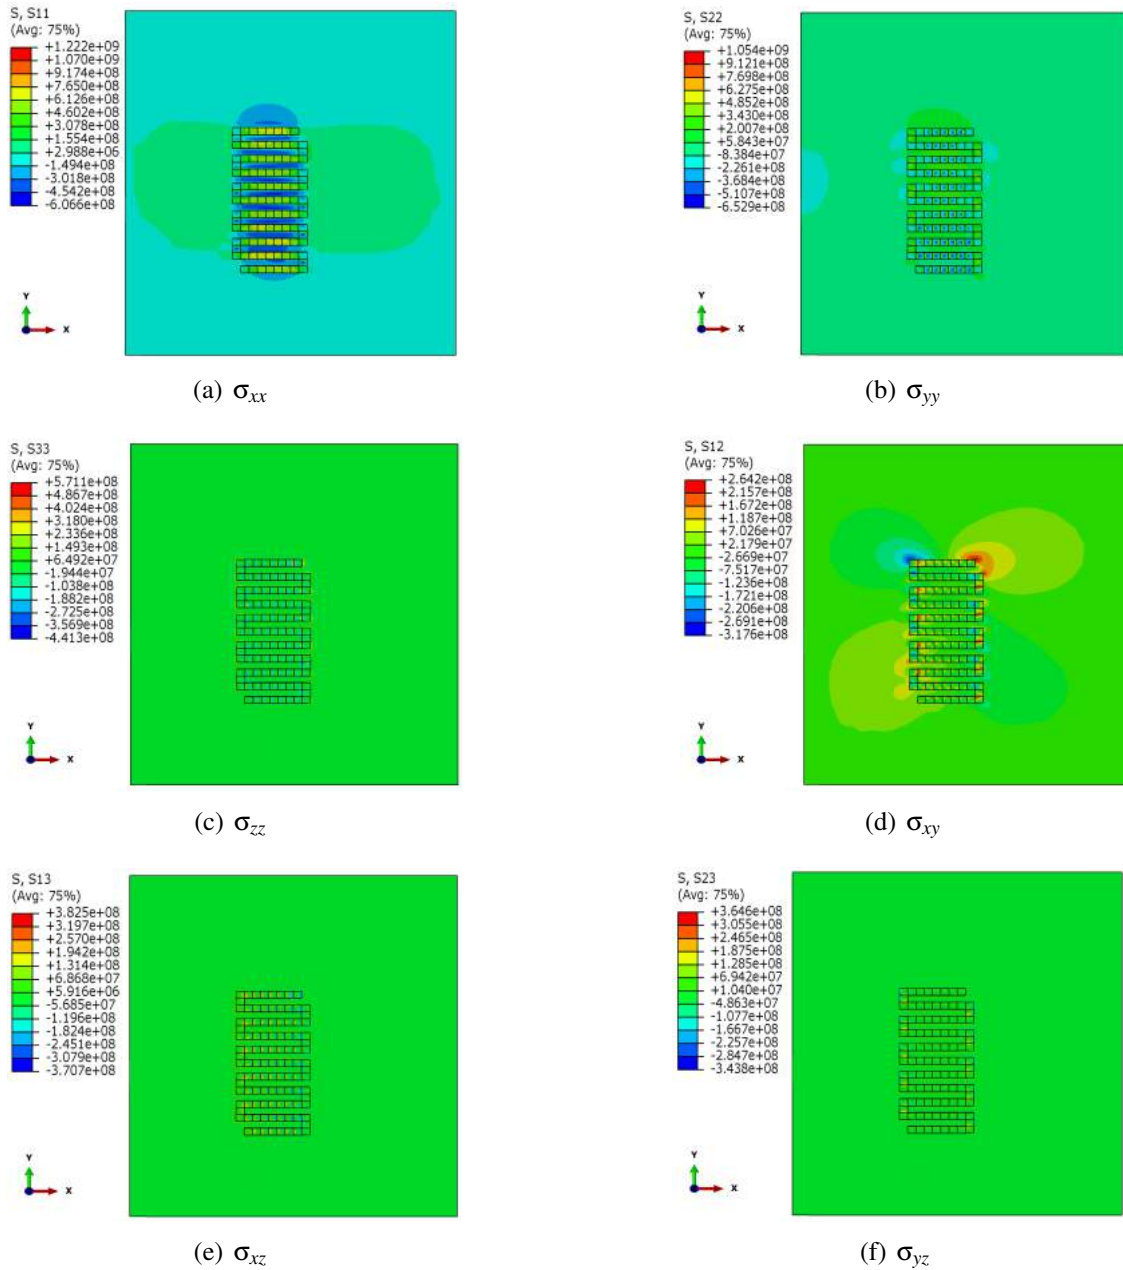 S, S11
(Avg: 75%)
+1.222e+09
+1.070e+09
+9.174e+08
+7.650e+08
+6.126e+08
+4.602e+08
+3.078e+08
+1.554e+08
+2.988e+06
-1.494e+08
-3.018e+08
-4.542e+08
-6.066e+08
Y
X
(a) σxx
S, S22
(Avg: 75%)
+1.054e+09
+9.121e+08
+7.698e+08
+6.275e+08
+4.852e+08
+3.430e+08
+2.007e+08
+5.843e+07
-8.384e+07
-2.261e+08
-3.684e+08
-5.107e+08
-6.529e+08
Y
X
(b) σyy
S, S33
(Avg: 75%)
+5.711e+08
+4.867e+08
+4.024e+08
+3.180e+08
+2.336e+08
+1.493e+08
+6.492e+07
-1.944e+07
-1.038e+08
-1.882e+08
-2.725e+08
-3.569e+08
-4.413e+08
Y
X
(c) σzz
S, S12
(Avg: 75%)
+2.642e+08
+2.157e+08
+1.672e+08
+1.187e+08
+7.026e+07
+2.179e+07
-2.669e+07
-7.517e+07
-1.236e+08
-1.721e+08
-2.206e+08
-2.691e+08
-3.176e+08
Y
X
(d) σxy
S, S13
(Avg: 75%)
+3.825e+08
+3.197e+08
+2.570e+08
+1.942e+08
+1.314e+08
+6.868e+07
+5.916e+06
-5.685e+07
-1.196e+08
-1.824e+08
-2.451e+08
-3.079e+08
-3.707e+08
Y
X
(e) σxz
S, S23
(Avg: 75%)
+3.646e+08
+3.055e+08
+2.465e+08
+1.875e+08
+1.285e+08
+6.942e+07
+1.040e+07
-4.863e+07
-1.077e+08
-1.667e+08
-2.257e+08
-2.847e+08
-3.438e+08
Y
X
(f) σyz